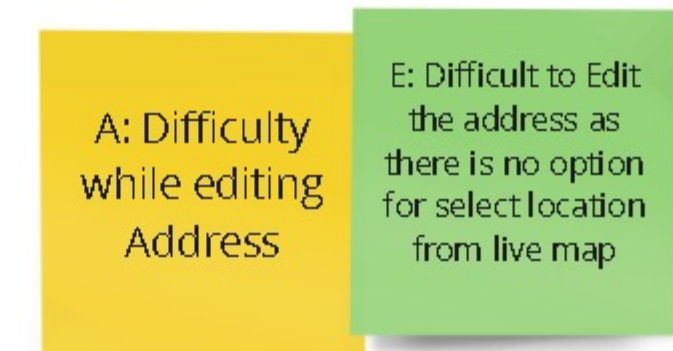 A: Difficulty
while editing
Address
E: Difficult to Edit
the address as
there is no option
for select location
from live map